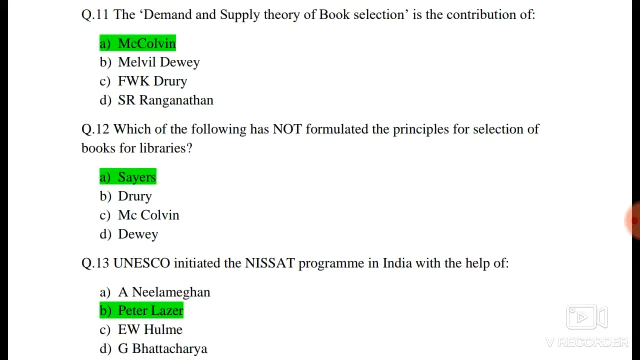 Q.11 The ‘Demand and Supply theory of Book selection’ is the contribution of:
a) McColvin
b) Melvil Dewey
c) FWK Drury
d) SR Ranganathan
Q.12 Which of the following has NOT formulated the principles for selection of
books for libraries?
a) Sayers
b) Drury
c) Mc Colvin
d) Dewey
Q.13 UNESCO initiated the NISSAT programme in India with the help of:
a) A Neelameghan
b) Peter Lazer
c) EW Hulme
d) G Bhattacharya
V RECORDER